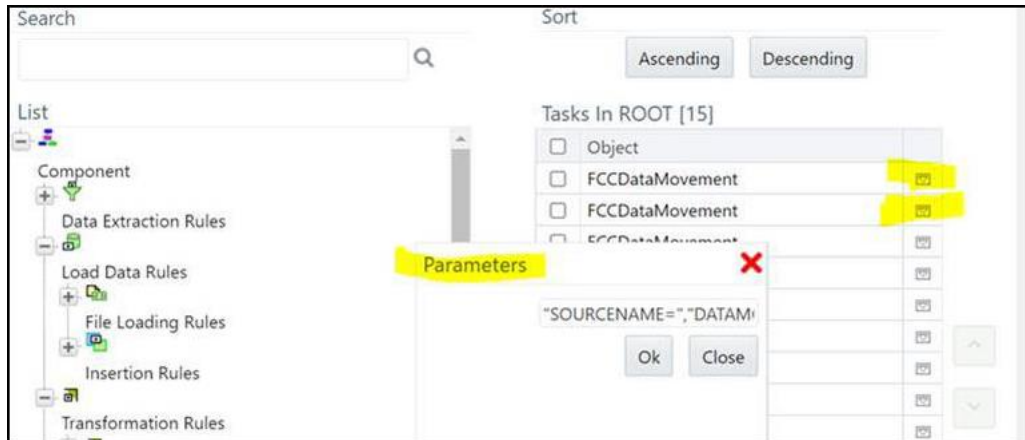 Search
Sort
Ascending
Descending
List
Tasks In ROOT [15]
Object
Component
FCCDataMovement
Data Extraction Rules
FCCDataMovement
FCCDataMovement
Load Data Rules
Parameters
"SOURCENAME=","DATAM
File Loading Rules
Ok
Close
Insertion Rules
Transformation Rules